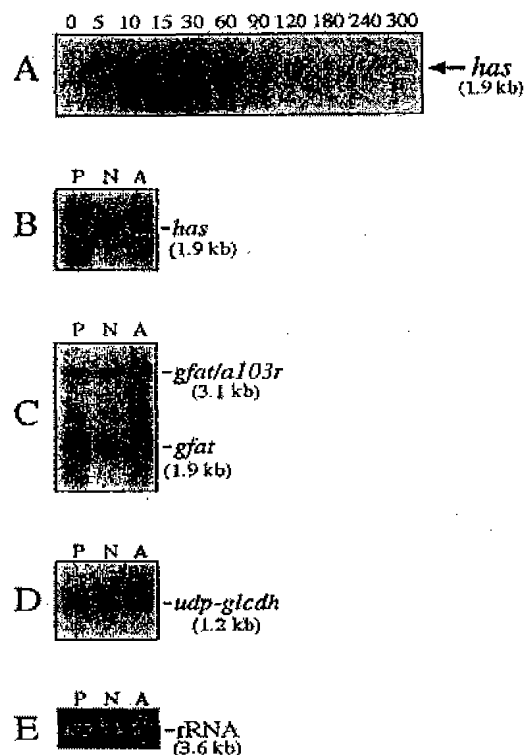 0 5 10 15 30 60 90 120 180 240 300
A
has
(1.9 kb)
P N A
B
-has
(1.9 kb)
P N A
C
-gfat/a103r
(3.1 kb)
-gfat
(1.9 kb)
P N A
D
-udp-glcdh
(1.2 kb)
P N A
E
-rRNA
(3.6 kb)